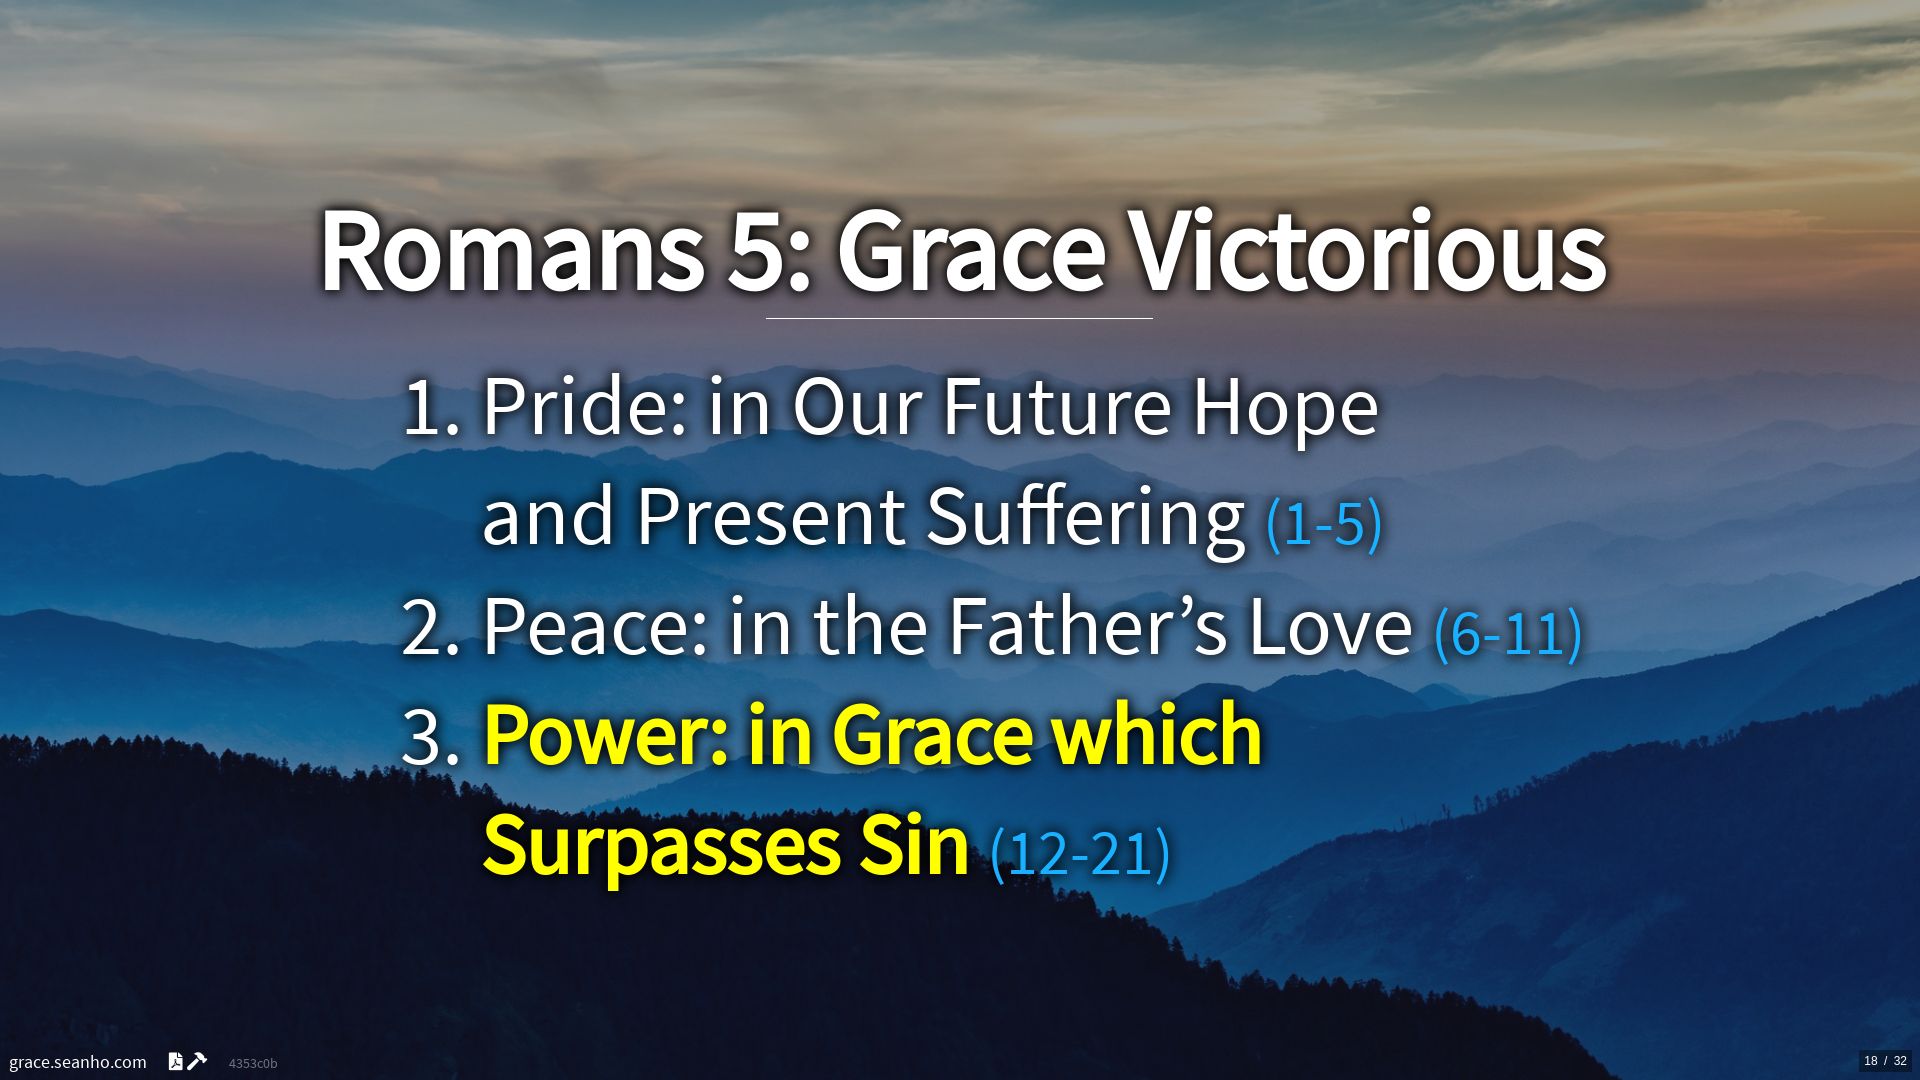 Romans 5: Grace Victorious
1. Pride: in Our Future Hope
and Present Suffering (1-5)
2. Peace: in the Father’s Love (6-11)
3. Power: in Grace which
Surpasses Sin (12-21)
grace.seanho.com 4353c0b
18 / 32